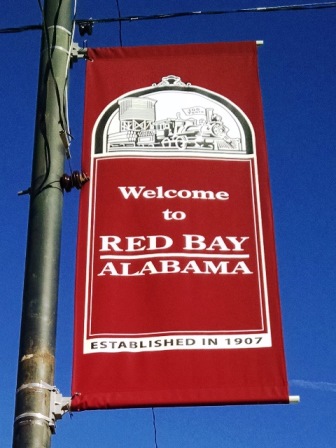 Welcome
to
RED BAY
ALABAMA
ESTABLISHED IN 1907